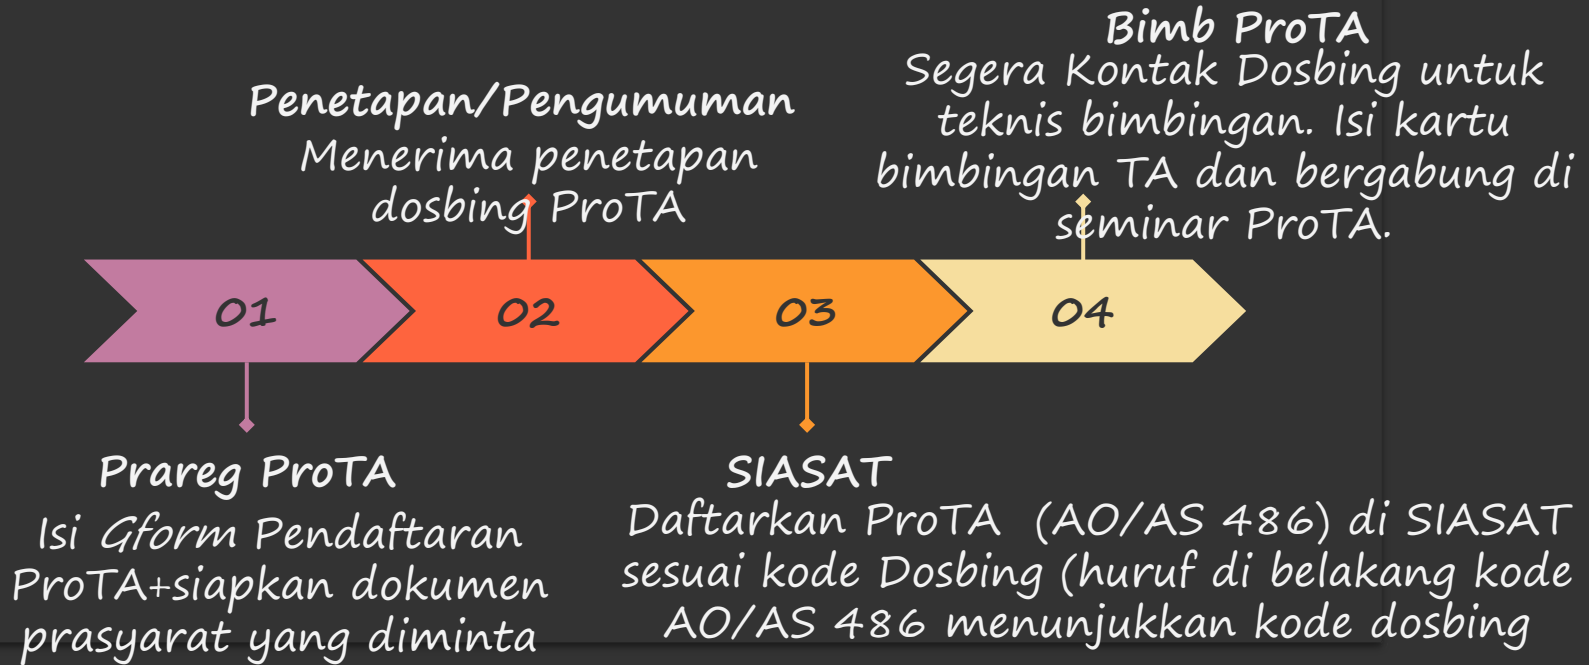 Bimb ProTA
Segera Kontak Dosbing untuk
teknis bimbingan. Isi kartu
bimbingan TA dan bergabung di
seminar ProTA.
Penetapan/Pengumuman
Menerima penetapan
dosbing ProTA
01
02
03
04
Prareg ProTA
Isi Gform Pendaftaran
ProTA+siapkan dokumen
prasyarat yang diminta
SIASAT
Daftarkan ProTA (AO/AS 486) di SIASAT
sesuai kode Dosbing (huruf di belakang kode
AO/AS 486 menunjukkan kode dosbing